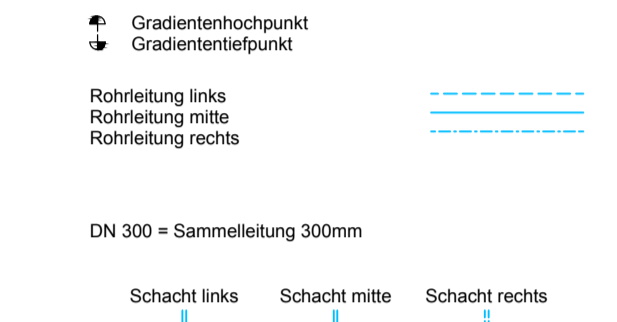 Gradientenhochpunkt
Gradiententiefpunkt
Rohrleitung links
Rohrleitung mitte
Rohrleitung rechts
DN 300 = Sammelleitung 300mm
Schacht links Schacht mitte Schacht rechts